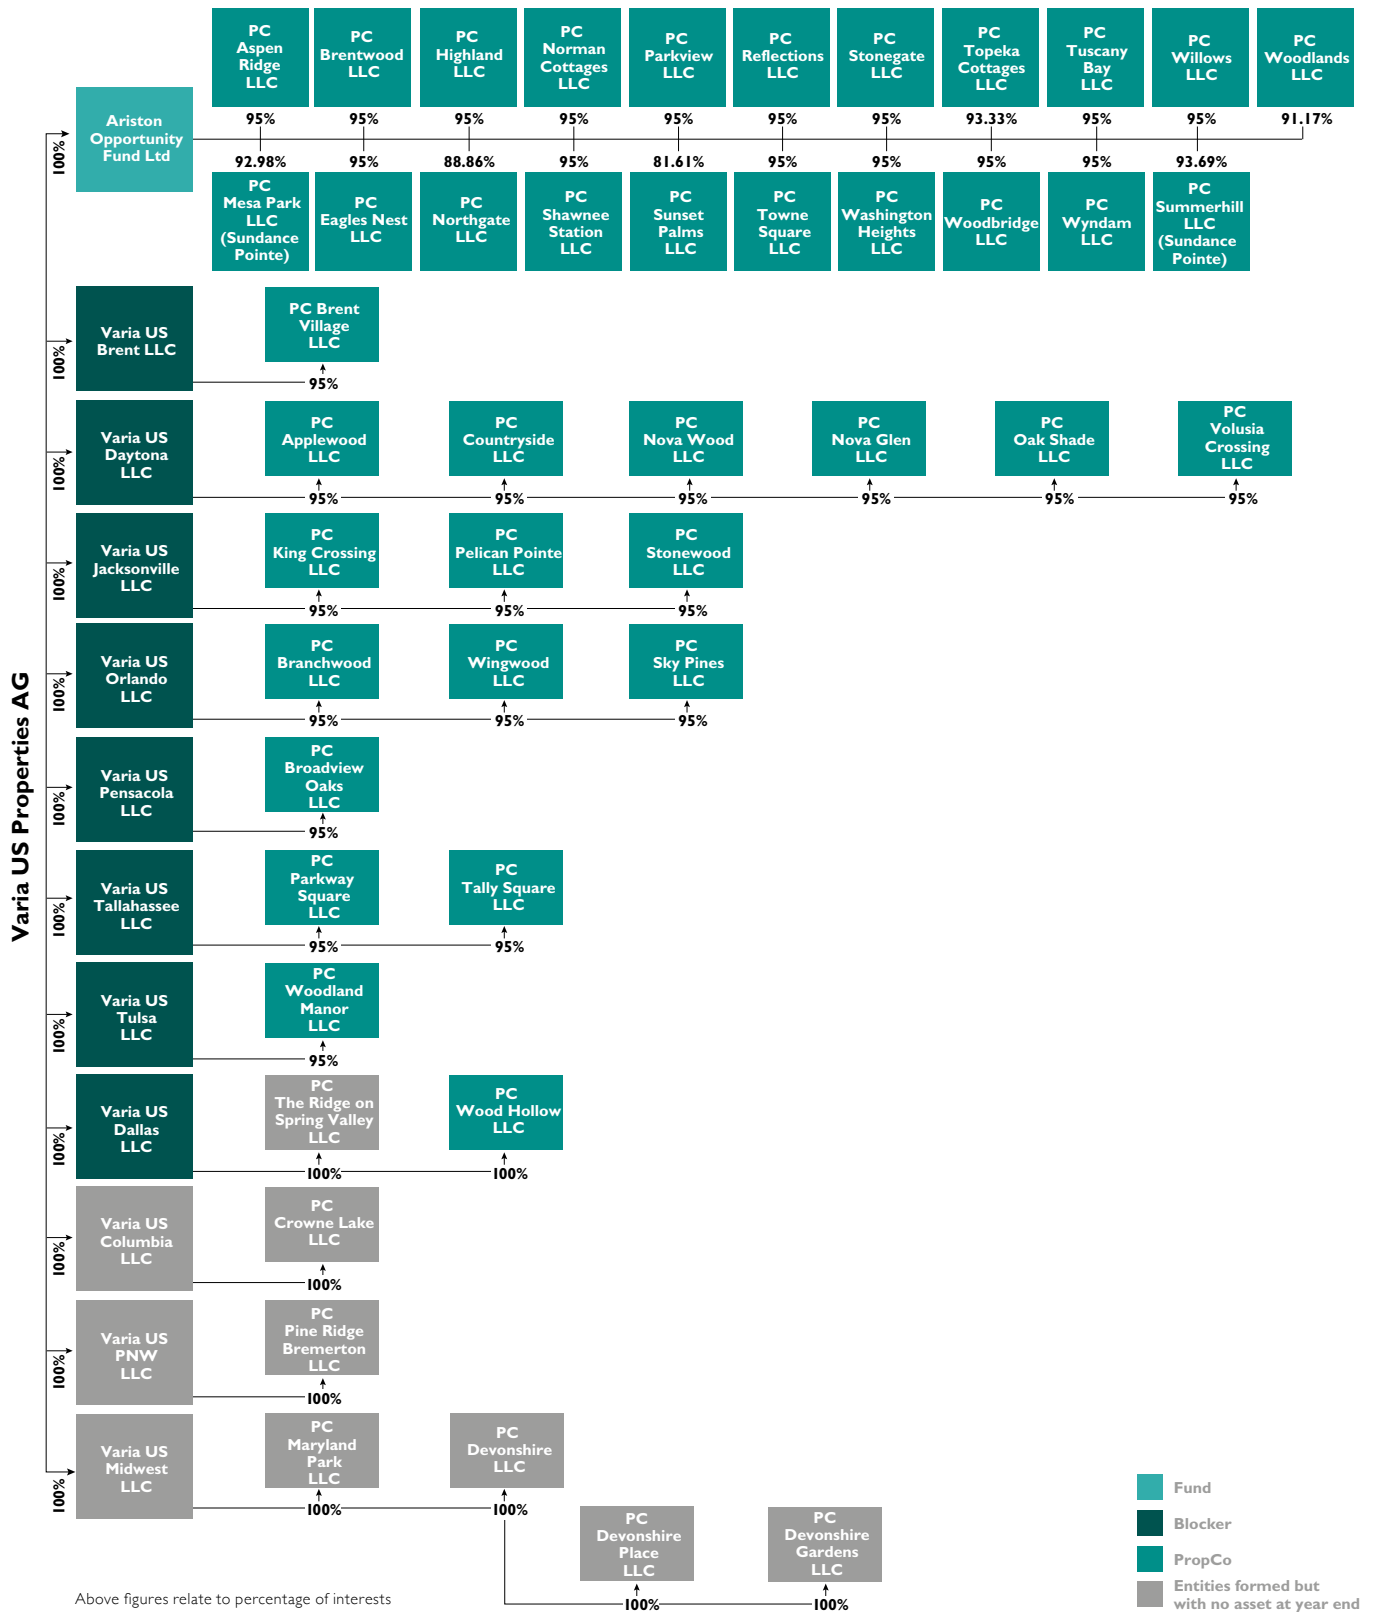 PC
Aspen
Ridge
LLC
PC
Brentwood
LLC
PC
Highland
LLC
PC
Norman
Cottages
LLC
PC
Parkview
LLC
PC
Reflections
LLC
PC
Stonegate
LLC
PC
Topeka
Cottages
LLC
PC
Tuscany
Bay
LLC
PC
Willows
LLC
PC
Woodlands
LLC
Ariston
Opportunity
Fund Ltd
100%
95%
95%
95%
95%
95%
95%
95%
93.33%
95%
95%
91.17%
92.98%
95%
88.86%
95%
81.61%
95%
95%
95%
95%
93.69%
PC
Mesa Park
LLC
(Sundance
Pointe)
PC
Eagles Nest
LLC
PC
Northgate
LLC
PC
Shawnee
Station
LLC
PC
Sunset
Palms
LLC
PC
Towne
Square
LLC
PC
Washington
Heights
LLC
PC
Woodbridge
LLC
PC
Wyndam
LLC
PC
Summerhill
LLC
(Sundance
Pointe)
Varia US Properties AG
100%
Varia US
Brent LLC
PC Brent
Village
LLC
95%
100%
Varia US
Daytona
LLC
PC
Applewood
LLC
PC
Countryside
LLC
PC
Nova Wood
LLC
PC
Nova Glen
LLC
PC
Oak Shade
LLC
PC
Volusia
Crossing
LLC
95%
95%
95%
95%
95%
95%
100%
Varia US
Jacksonville
LLC
PC
King Crossing
LLC
PC
Pelican Pointe
LLC
PC
Stonewood
LLC
95%
95%
95%
100%
Varia US
Orlando
LLC
PC
Branchwood
LLC
PC
Wingwood
LLC
PC
Sky Pines
LLC
95%
95%
95%
100%
Varia US
Pensacola
LLC
PC
Broadview
Oaks
LLC
95%
100%
Varia US
Tallahassee
LLC
PC
Parkway
Square
LLC
PC
Tally Square
LLC
95%
95%
100%
Varia US
Tulsa
LLC
PC
Woodland
Manor
LLC
95%
100%
Varia US
Dallas
LLC
PC
The Ridge on
Spring Valley
LLC
PC
Wood Hollow
LLC
100%
100%
100%
Varia US
Columbia
LLC
PC
Crowne Lake
LLC
100%
100%
Varia US
PNW
LLC
PC
Pine Ridge
Bremerton
LLC
100%
100%
Varia US
Midwest
LLC
PC
Maryland
Park
LLC
PC
Devonshire
LLC
100%
100%
PC
Devonshire
Place
LLC
PC
Devonshire
Gardens
LLC
100%
100%
Fund
Blocker
PropCo
Entities formed but
with no asset at year end
Above figures relate to percentage of interests